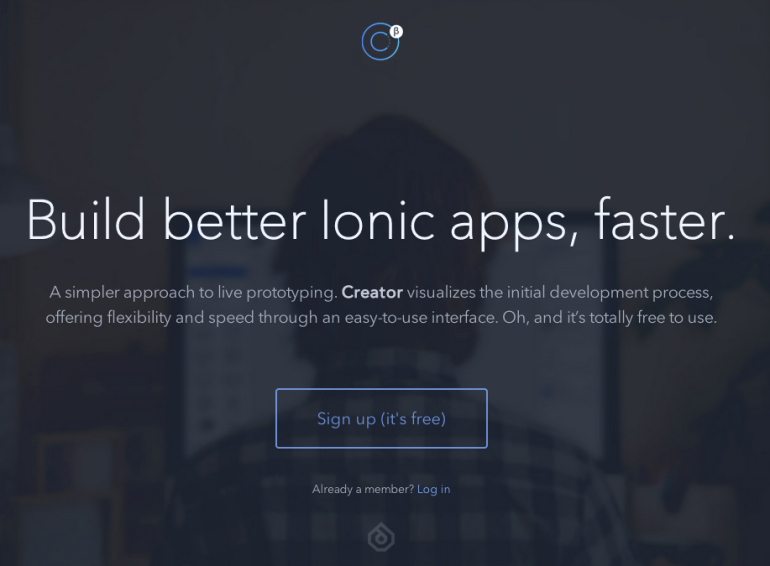 β
Build better Ionic apps, faster.
A simpler approach to live prototyping. Creator visualizes the initial development process,
offering flexibility and speed through an easy-to-use interface. Oh, and it's totally free to use.
Sign up (it's free)
Already a member? Log in